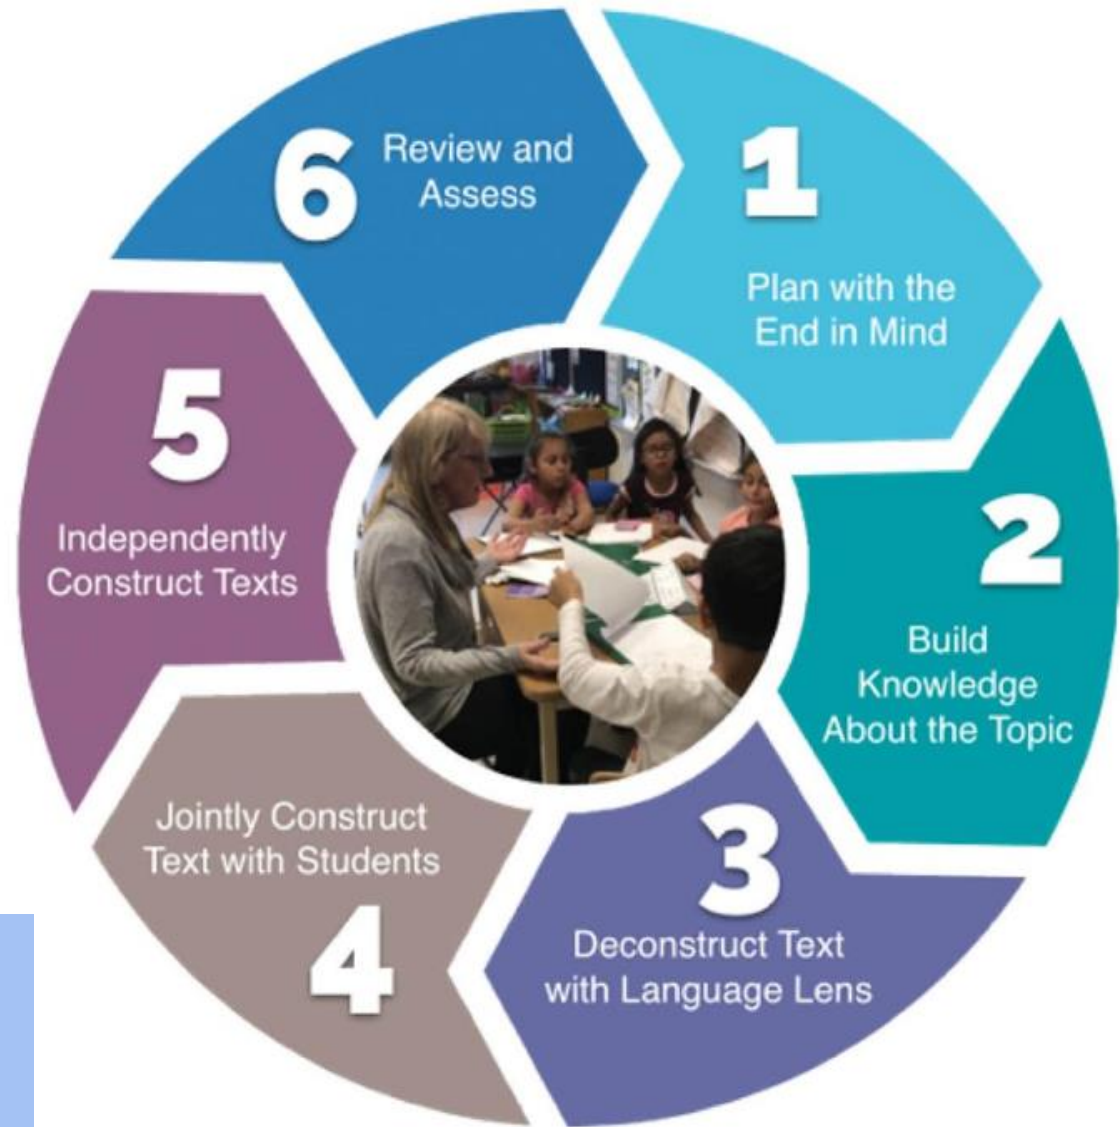 1
Plan with the
End in Mind
2
Build
Knowledge
About the Topic
3
Deconstruct Text
with Language Lens
Jointly Construct
Text with Students
4
5
Independently
Construct Texts
6 Review and
Assess